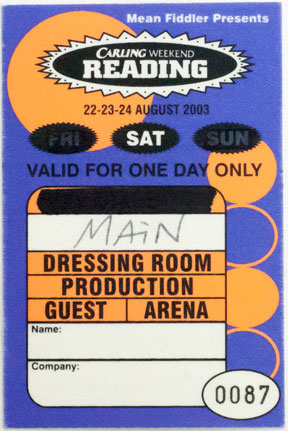 Mean Fiddler Presents
CARLING WEEKEND
READING
22-23-24 AUGUST 2003
FRI SAT SUN
VALID FOR ONE DAY ONLY
MAIN
DRESSING ROOM
PRODUCTION
GUEST ARENA
Name:
Company:
0087